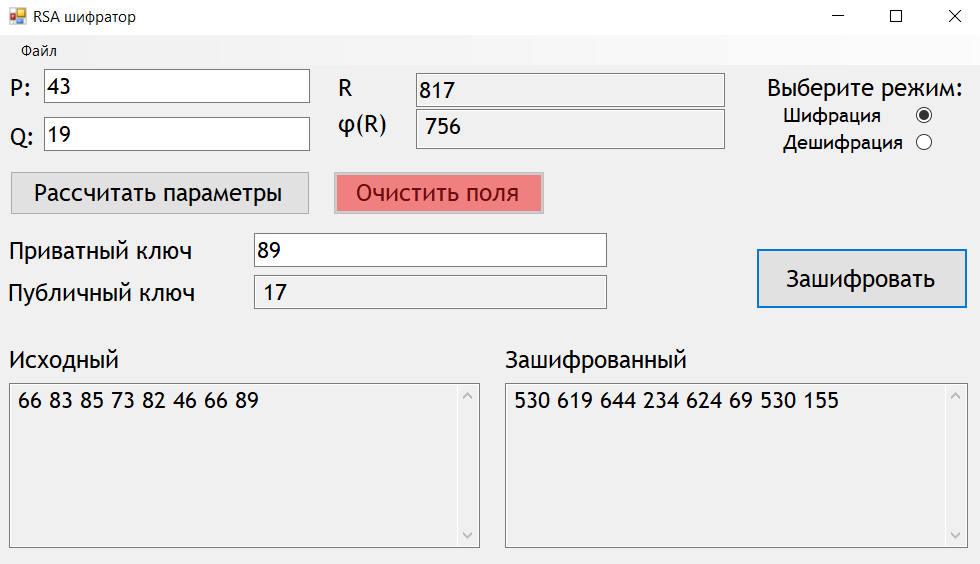 RSA шифратор
Файл
P: 43
R 817
Выберите режим:
Шифрация
Q: 19
φ(R) 756
Дешифрация
Рассчитать параметры
Очистить поля
Приватный ключ 89
Публичный ключ 17
Зашифровать
Исходный
Зашифрованный
66 83 85 73 82 46 66 89
530 619 644 234 624 69 530 155